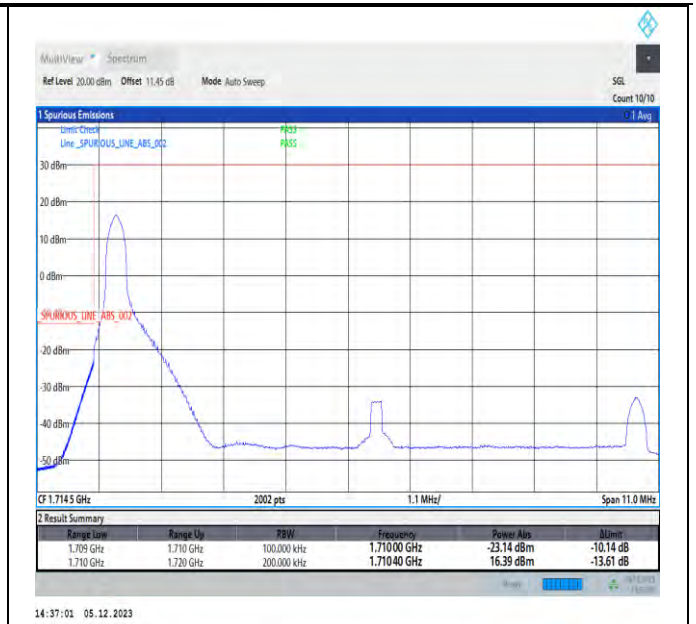 MultiView Spectrum
Ref Level 20.00 dBm Offset 11.45 dB Mode Auto Sweep SGL
Count 10/10
1 Spurious Emissions 1 Avg
Limit Check PASS
Line _SPURIOUS_LINE_ABS_002 PASS
30 dBm
20 dBm
10 dBm
0 dBm
_SPURIOUS_LINE_ABS_002
-20 dBm
-30 dBm
-40 dBm
-50 dBm
CF 1.7145 GHz 2002 pts 1.1 MHz/ Span 11.0 MHz
2 Result Summary
Range Low Range Up RBW Frequency Power Abs ΔLimit
1.709 GHz 1.710 GHz 100.000 kHz 1.71000 GHz -23.14 dBm -10.14 dB
1.710 GHz 1.720 GHz 200.000 kHz 1.71040 GHz 16.39 dBm -13.61 dB
14:37:01 05.12.2023